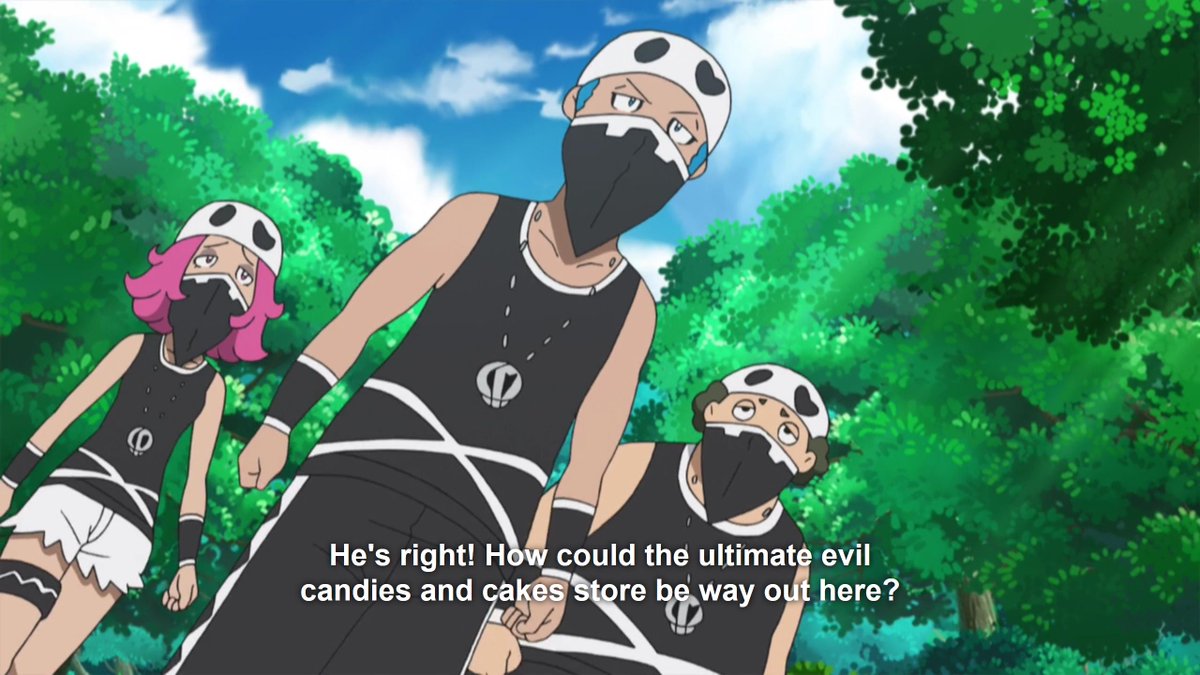 He's right! How could the ultimate evil
candies and cakes store be way out here?